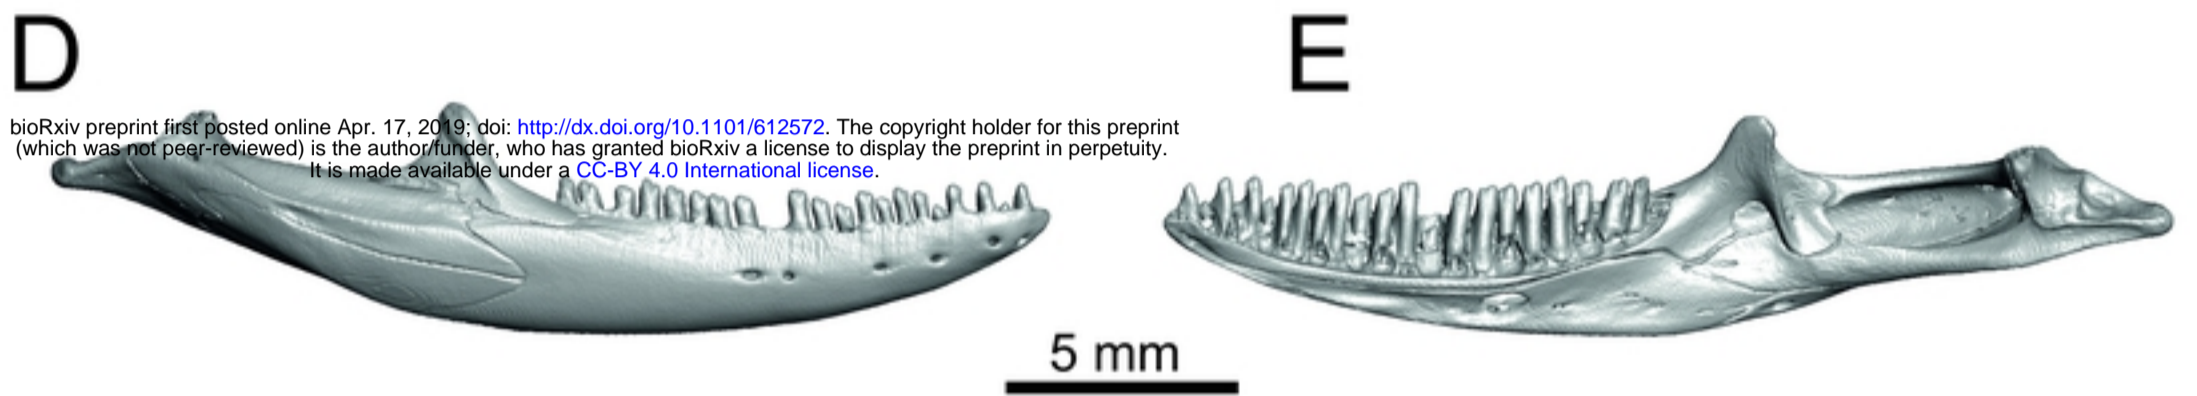 D
E
bioRxiv preprint first posted online Apr. 17, 2019; doi: http://dx.doi.org/10.1101/612572. The copyright holder for this preprint
(which was not peer-reviewed) is the author/funder, who has granted bioRxiv a license to display the preprint in perpetuity.
It is made available under a CC-BY 4.0 International license.
5 mm